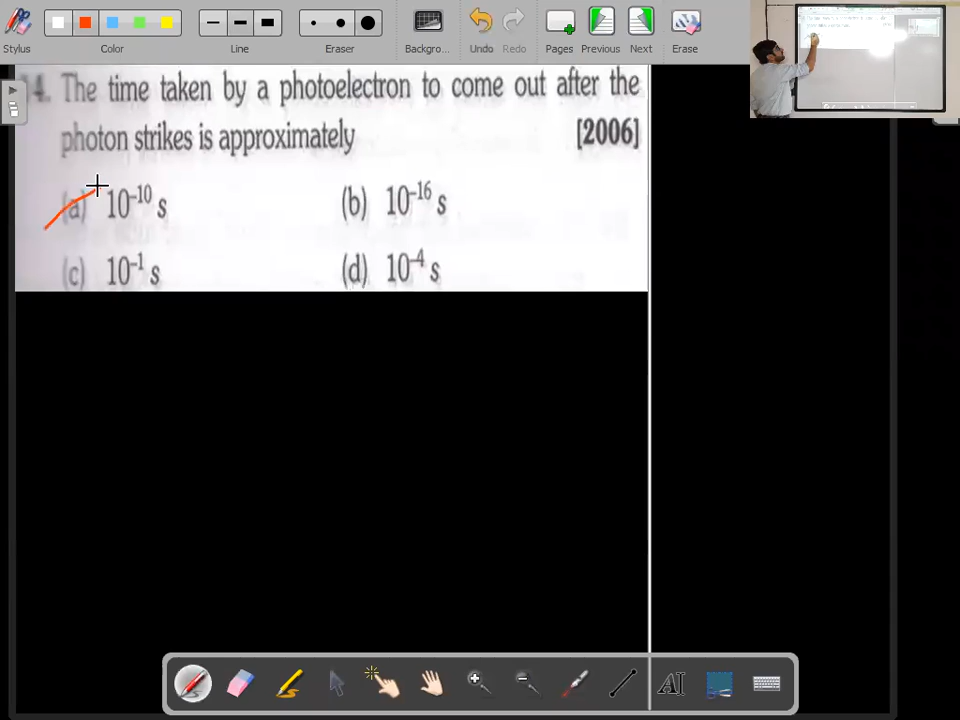 Stylus
Color
Line
Eraser
Backgro...
Undo
Redo
Pages
Previous
Next
Erase
14. The time taken by a photoelectron to come out after the
photon strikes is approximately [2006]
(a) 10⁻¹⁰ s (b) 10⁻¹⁶ s
(c) 10⁻¹ s (d) 10⁻⁴ s